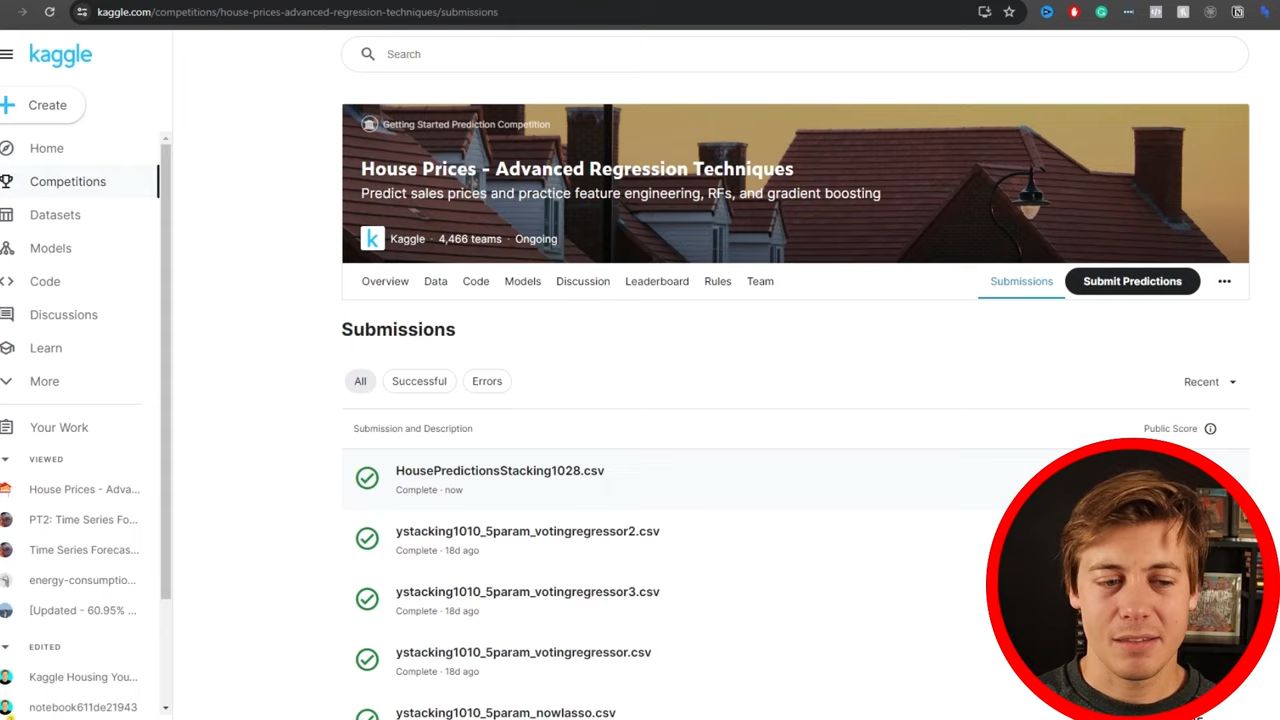 kaggle.com/competitions/house-prices-advanced-regression-techniques/submissions
kaggle
Search
Create
Home
Competitions
Datasets
Models
Code
Discussions
Learn
More
Your Work
VIEWED
House Prices - Adva...
PT2: Time Series Fo...
Time Series Forecas...
energy-consumptio...
[Updated - 60.95% ...
EDITED
Kaggle Housing You...
notebook611de21943
Getting Started Prediction Competition
House Prices - Advanced Regression Techniques
Predict sales prices and practice feature engineering, RFs, and gradient boosting
k Kaggle · 4,466 teams · Ongoing
Overview Data Code Models Discussion Leaderboard Rules Team Submissions Submit Predictions
Submissions
All Successful Errors Recent
Submission and Description Public Score
HousePredictionsStacking1028.csv
Complete · now
ystacking1010_5param_votingregressor2.csv
Complete · 18d ago
ystacking1010_5param_votingregressor3.csv
Complete · 18d ago
ystacking1010_5param_votingregressor.csv
Complete · 18d ago
ystacking1010_5param_nowlasso.csv